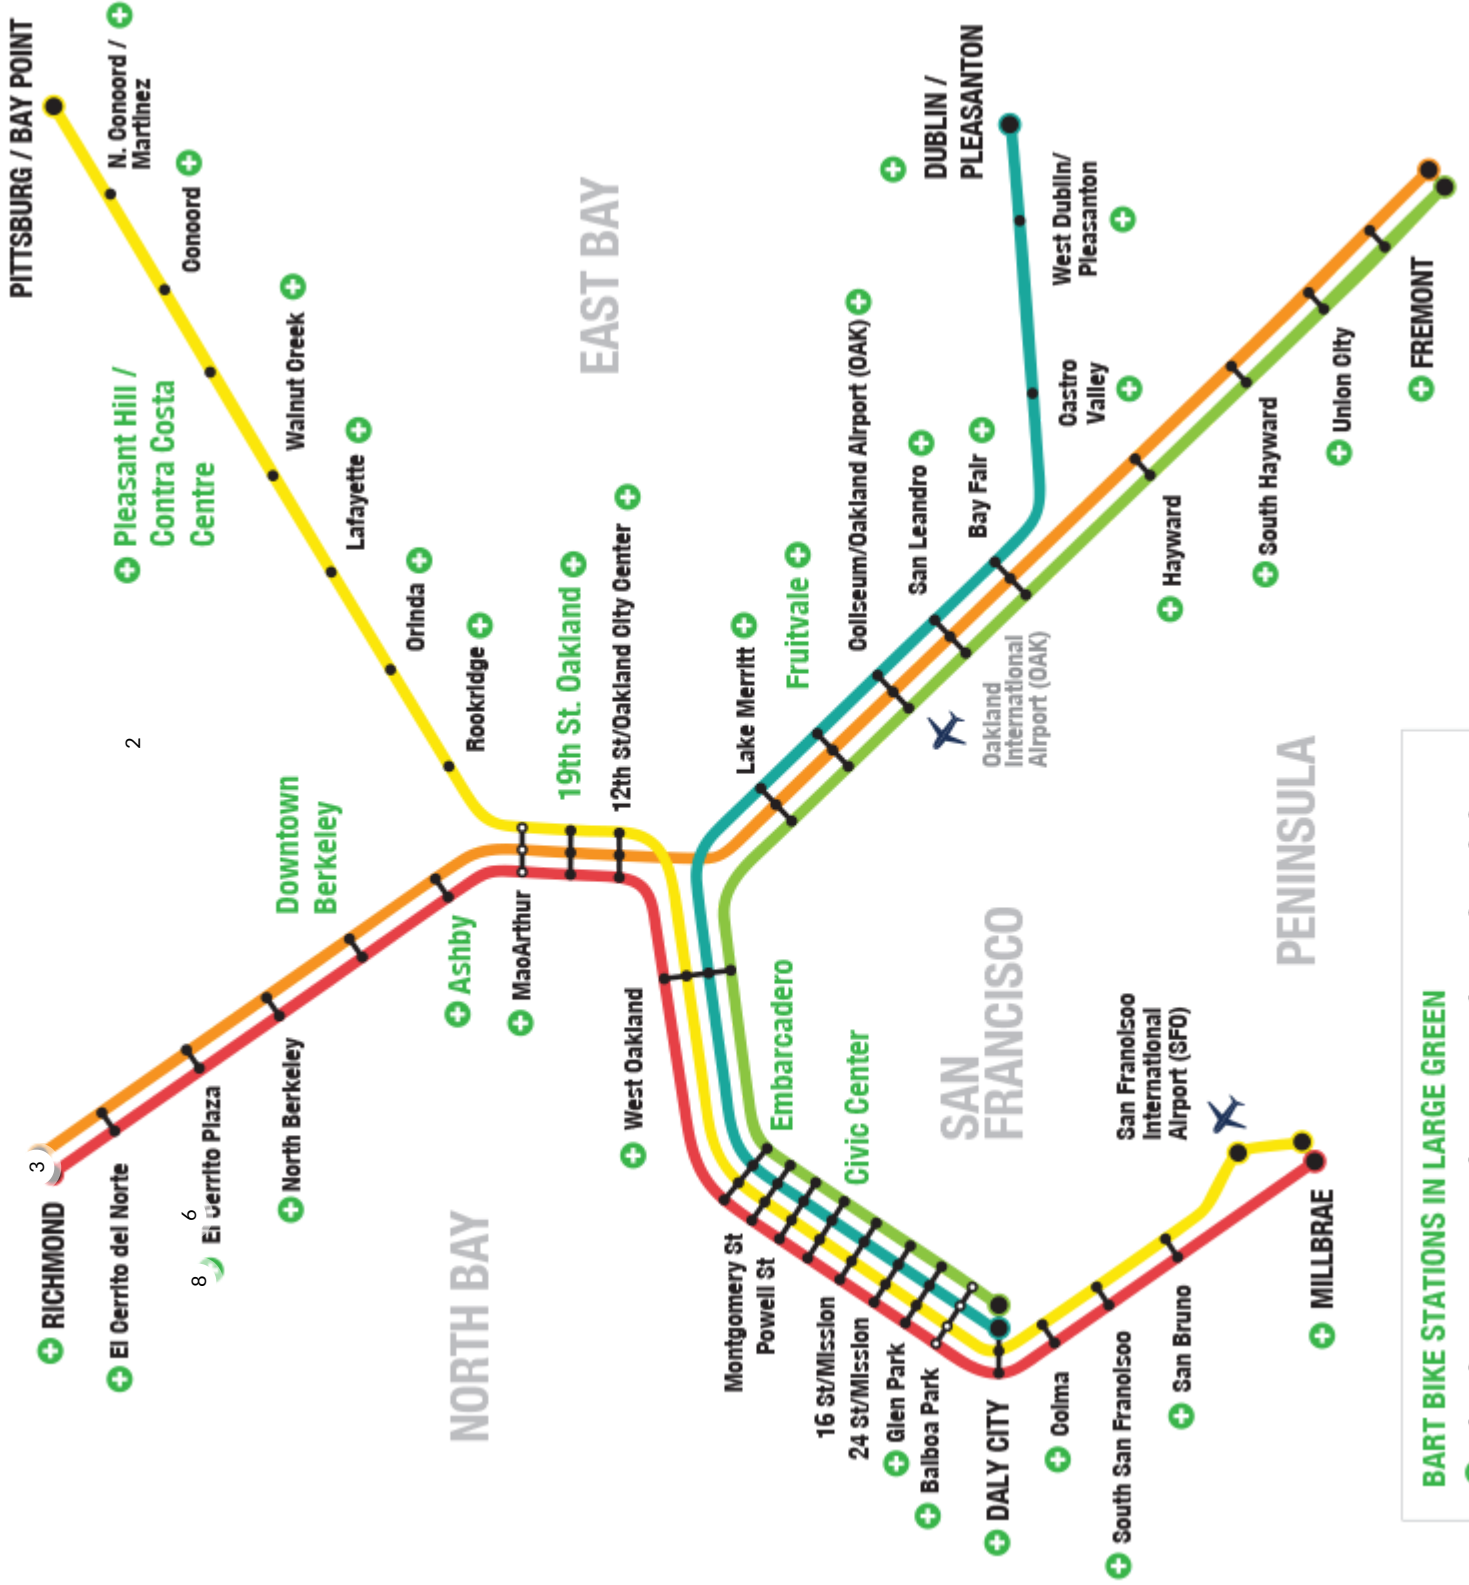 PITTSBURG / BAY POINT
N. Concord /
Martinez
Concord
Pleasant Hill /
Contra Costa
Centre
Walnut Creek
Lafayette
Orinda
Rockridge
2
3
6
8
RICHMOND
El Cerrito del Norte
El Cerrito Plaza
North Berkeley
Downtown
Berkeley
Ashby
MacArthur
19th St. Oakland
12th St/Oakland City Center
EAST BAY
NORTH BAY
West Oakland
Lake Merritt
Fruitvale
Coliseum/Oakland Airport (OAK)
San Leandro
Bay Fair
Oakland
International
Airport (OAK)
Castro
Valley
West Dublin/
Pleasanton
DUBLIN /
PLEASANTON
Hayward
South Hayward
Union City
FREMONT
Embarcadero
Montgomery St
Powell St
Civic Center
16 St/Mission
24 St/Mission
Glen Park
Balboa Park
DALY CITY
SAN
FRANCISCO
Colma
South San Francisco
San Bruno
San Francisco
International
Airport (SFO)
MILLBRAE
PENINSULA
BART BIKE STATIONS IN LARGE GREEN